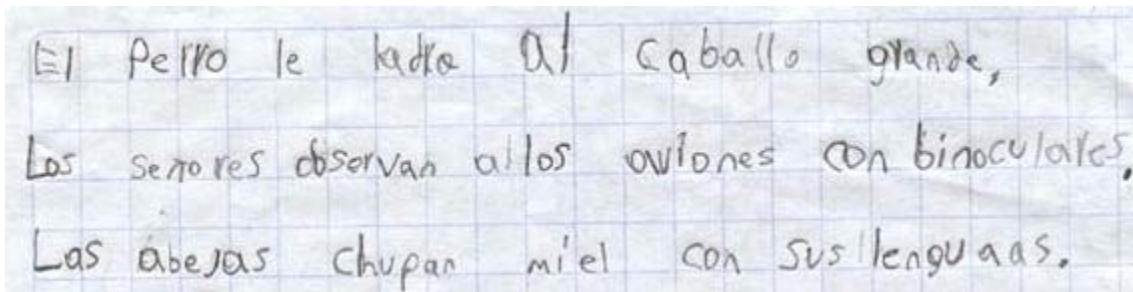 El Perro le ladra al caballo grande,
Los senores observan a los aviones con binoculares.
Las abejas chupan miel con sus lenguaas.